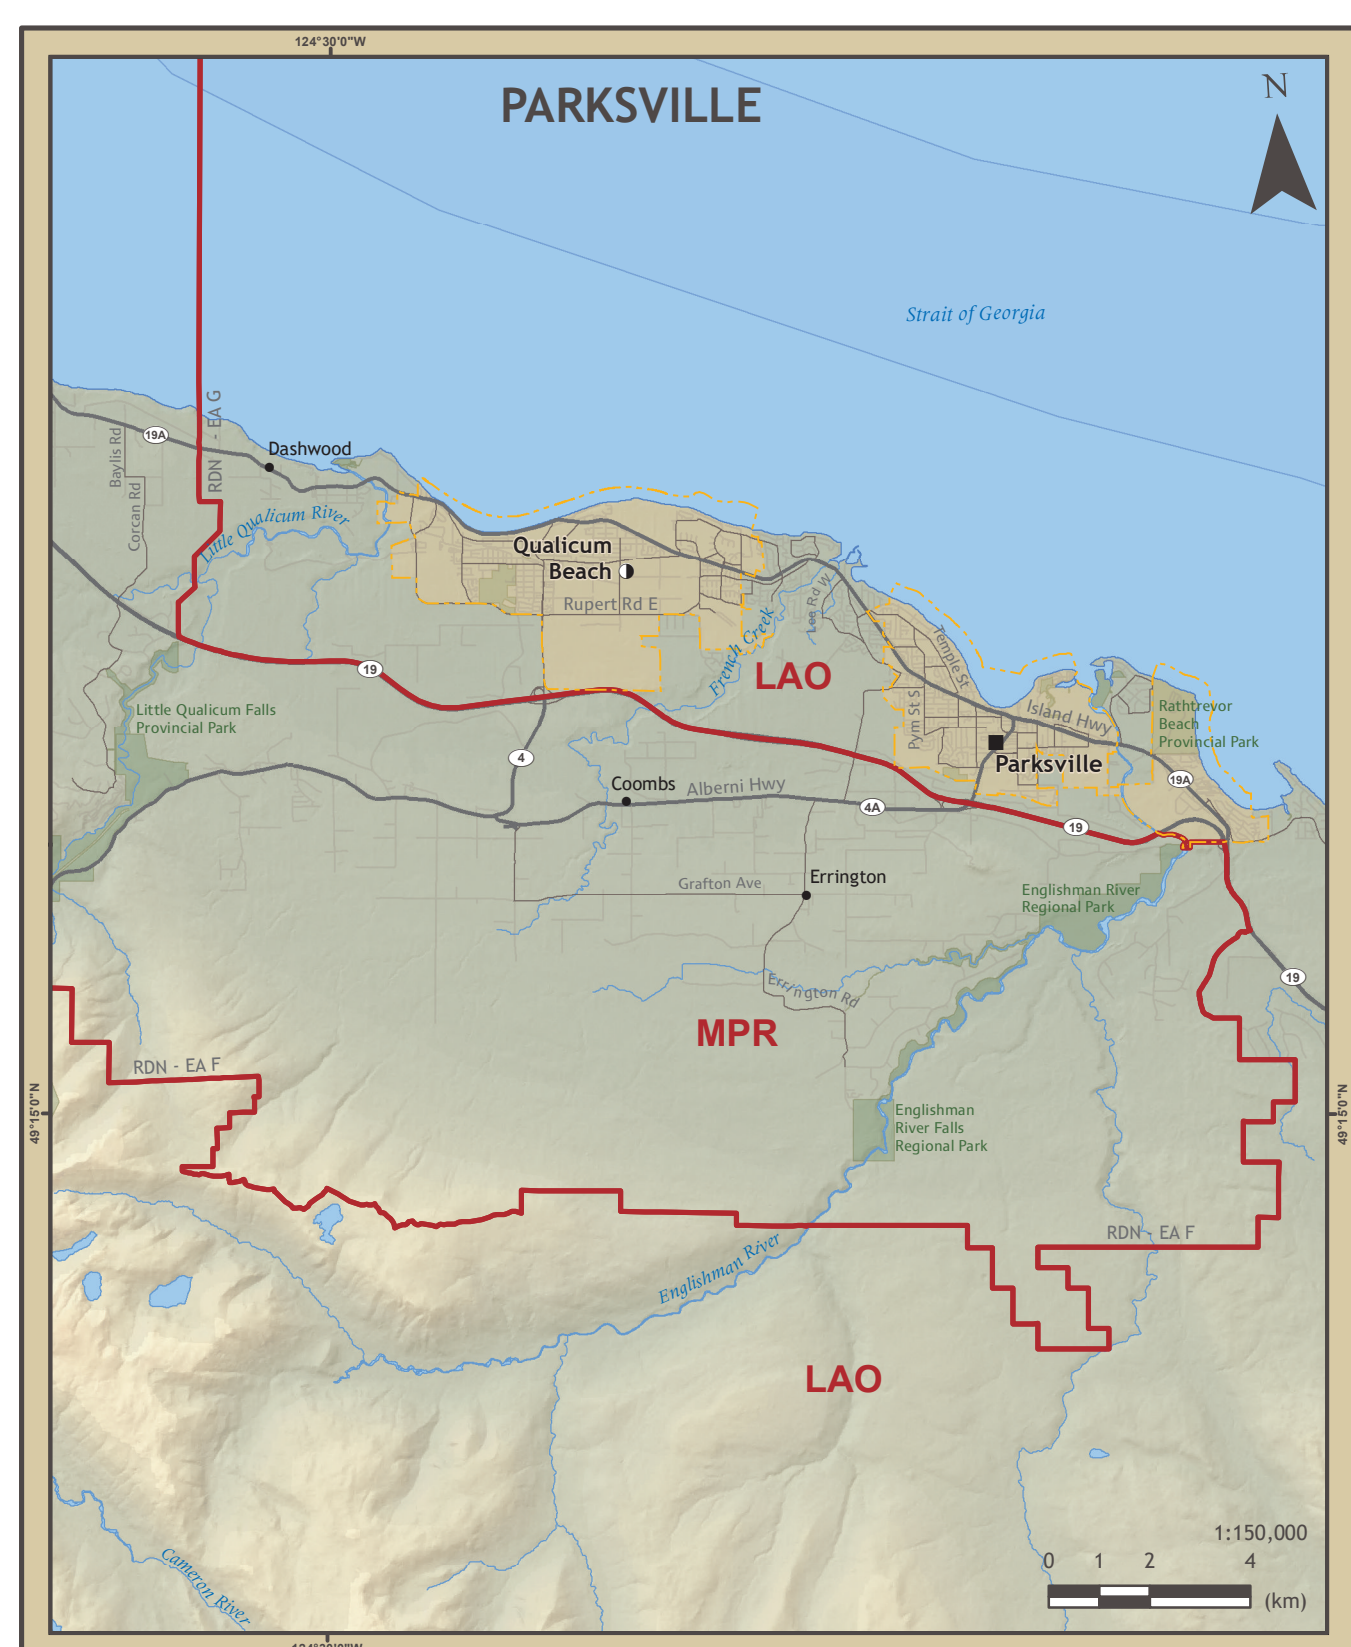 124°30'0"W
PARKSVILLE
N
Strait of Georgia
RDN - EA G
19A
Baylis Rd
Dashwood
Corcan Rd
Little Qualicum River
Qualicum
Beach
Rupert Rd E
Lee Rd W
French Creek
Temple St
LAO
19
Little Qualicum Falls
Provincial Park
Pym St S
Island Hwy
Rathtrevor
Beach
Provincial Park
4
Parksville
19A
Coombs
Alberni Hwy
4A
19
Errington
Grafton Ave
Englishman River
Regional Park
19
Errington Rd
MPR
RDN - EA F
49°15'0"N
49°15'0"N
Englishman
River Falls
Regional Park
RDN - EA F
Englishman River
LAO
1:150,000
0 1 2 4
(km)
Cameron River
124°30'0"W